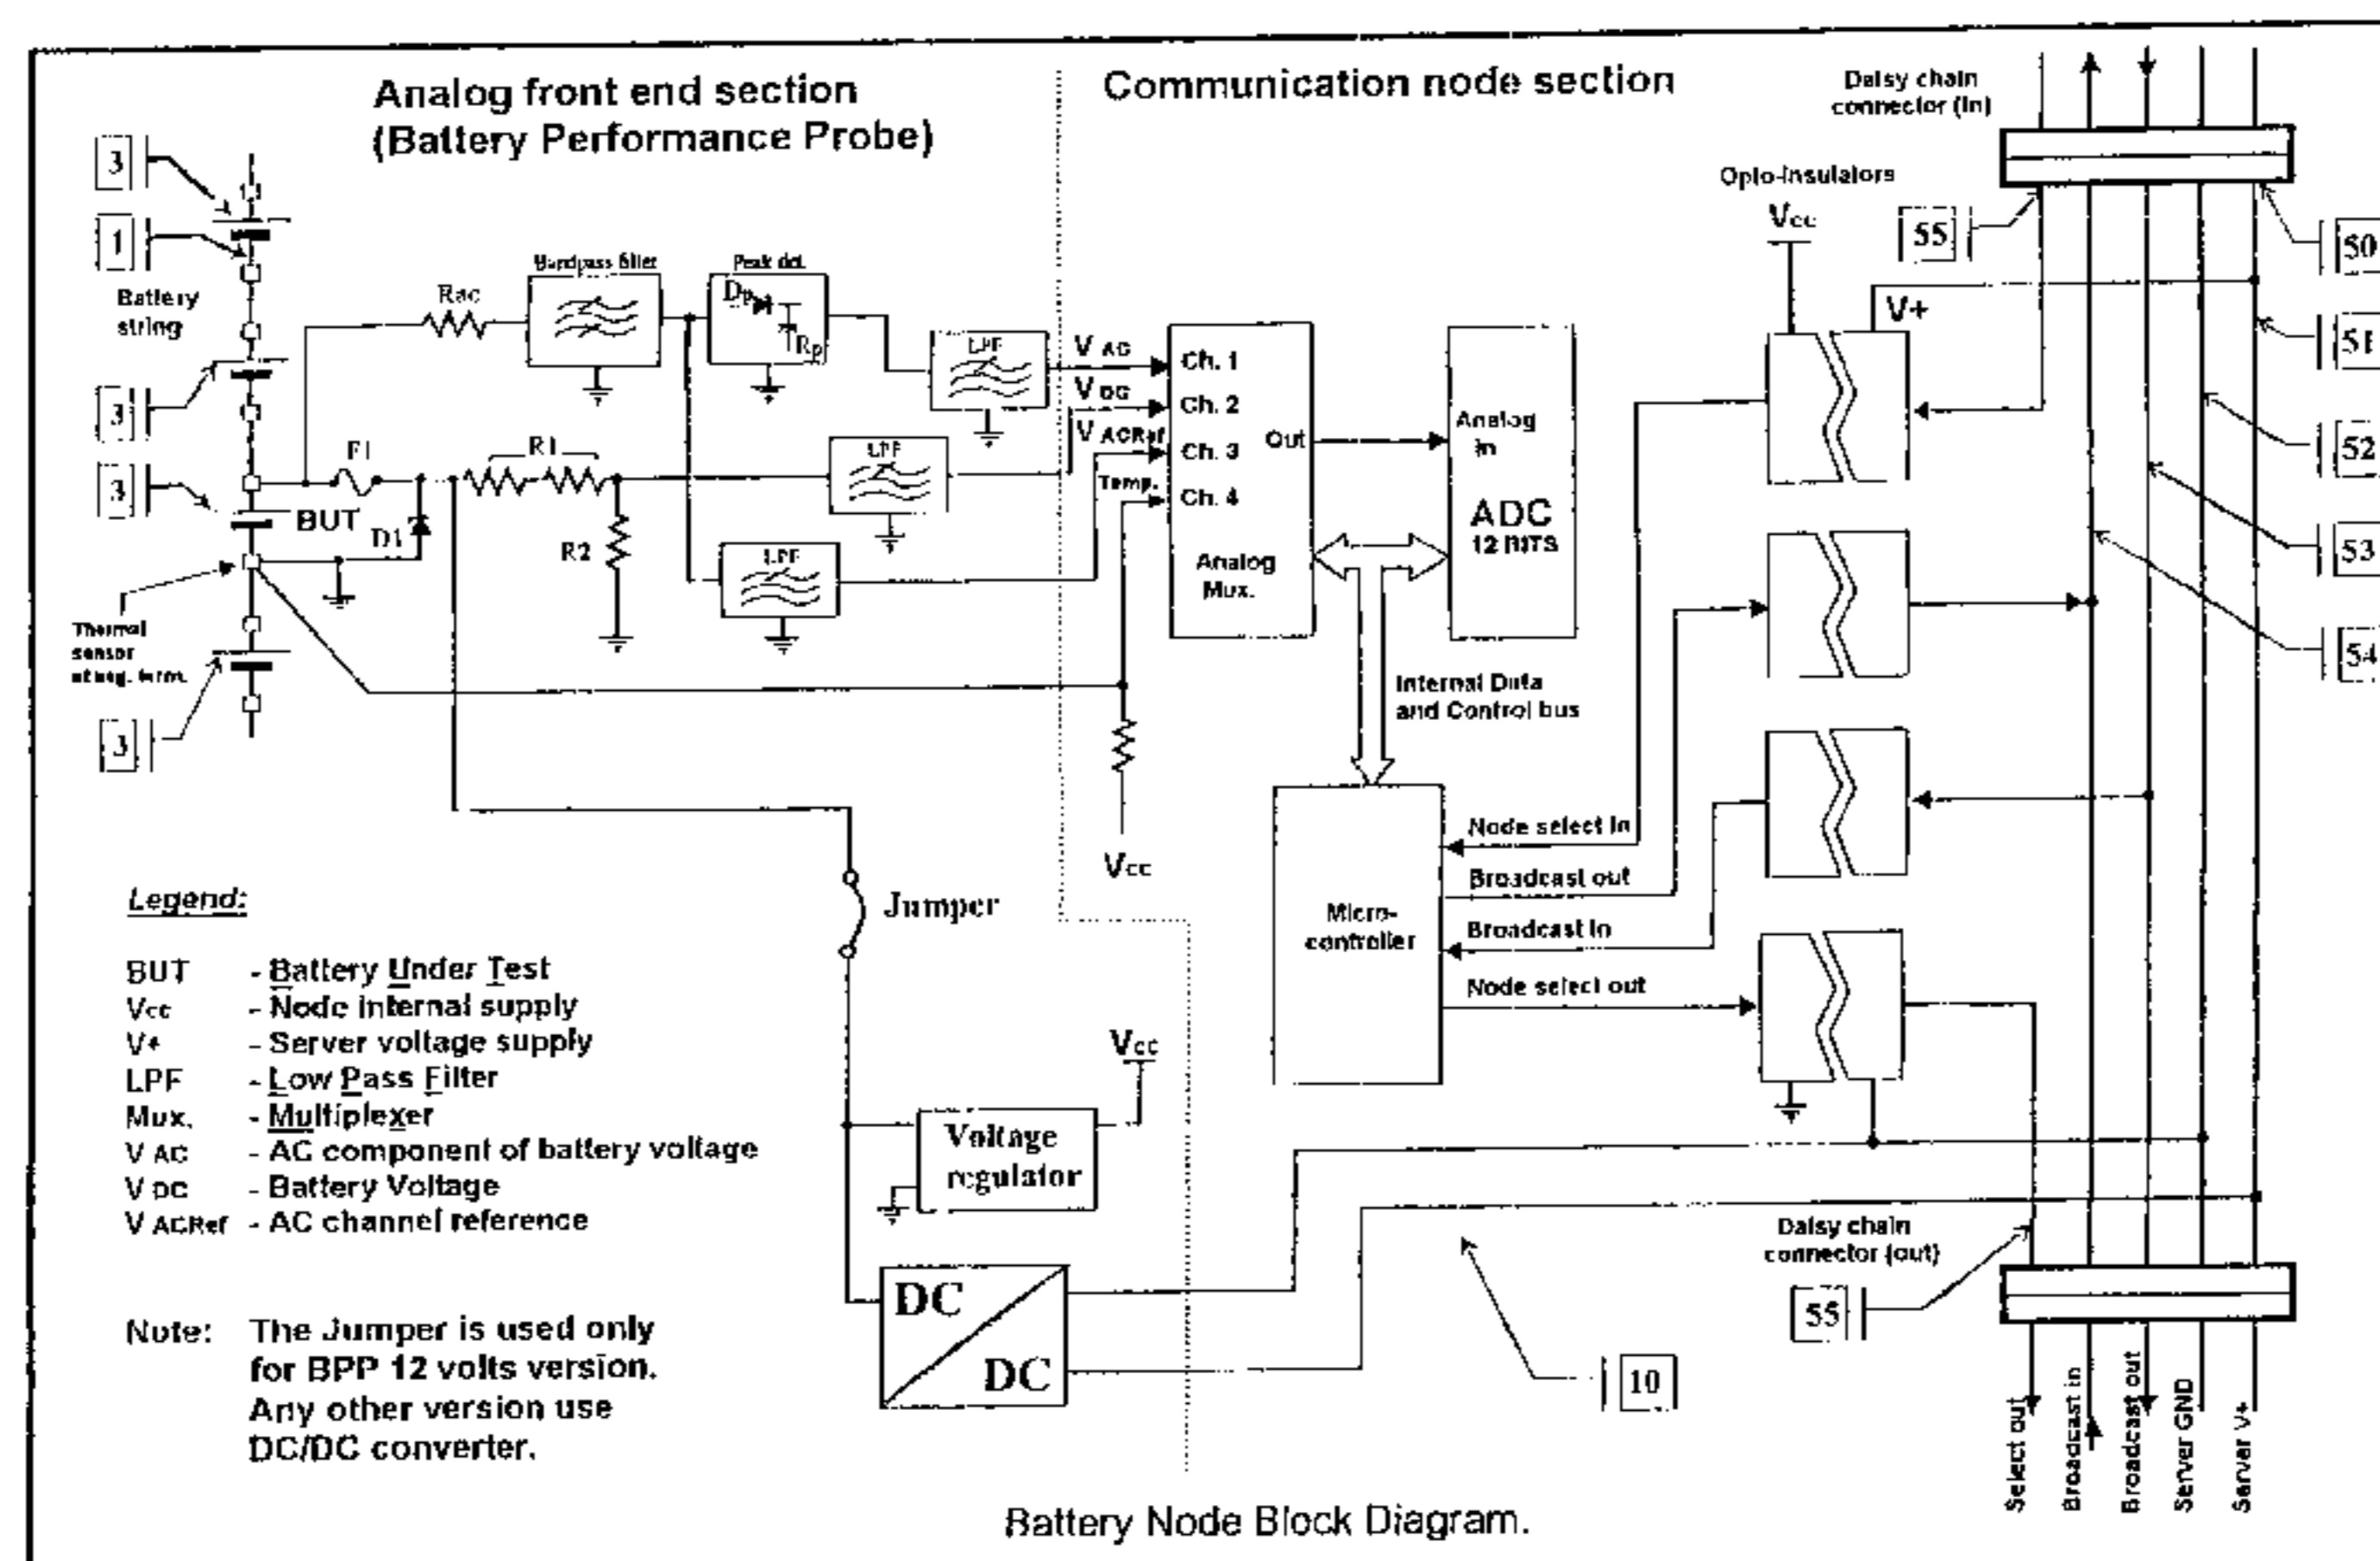 Analog front end section
(Battery Performance Probe)
Communication node section
Daisy chain
connector (in)
Opto-insulators
Vcc
55
50
V+
51
52
53
54
3
1
Battery
string
3
3
BUT
Thermal
sensor
at neg. term.
3
Rac
Bandpass filter
Peak det.
Dp
Rp
LPF
F1
R1
LPF
D1
R2
LPF
V AC
V DC
V ACRef
Temp.
Ch. 1
Ch. 2
Ch. 3
Ch. 4
Out
Analog
Mux.
Analog
in
ADC
12 BITS
Internal Data
and Control bus
Vcc
Micro-
controller
Node select in
Broadcast out
Broadcast in
Node select out
Jumper
Vcc
Voltage
regulator
DC
DC
Legend:
BUT - Battery Under Test
Vcc - Node internal supply
V+ - Server voltage supply
LPF - Low Pass Filter
Mux. - Multiplexer
V AC - AC component of battery voltage
V DC - Battery Voltage
V ACRef - AC channel reference
Note: The Jumper is used only
for BPP 12 volts version.
Any other version use
DC/DC converter.
10
Daisy chain
connector (out)
55
Select out
Broadcast in
Broadcast out
Server GND
Server V+
Battery Node Block Diagram.